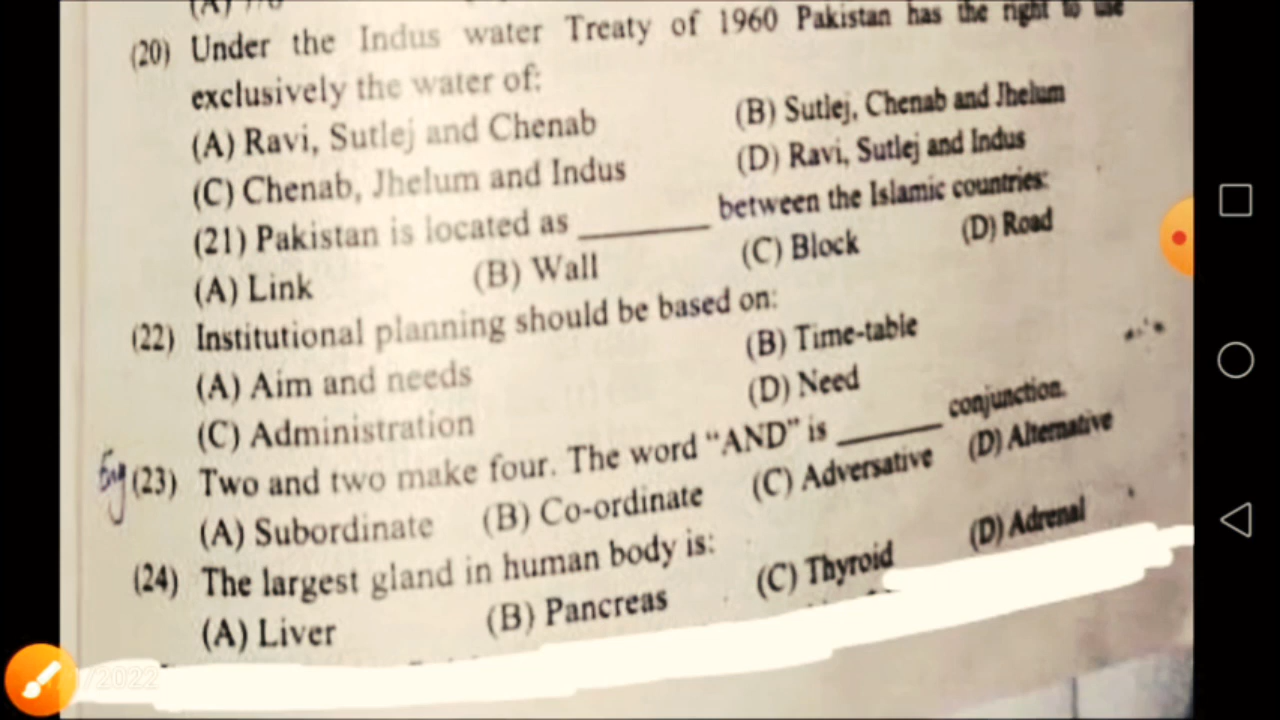 (20) Under the Indus water Treaty of 1960 Pakistan has the right to use
exclusively the water of:
(A) Ravi, Sutlej and Chenab (B) Sutlej, Chenab and Jhelum
(C) Chenab, Jhelum and Indus (D) Ravi, Sutlej and Indus
(21) Pakistan is located as ________ between the Islamic countries:
(A) Link (B) Wall (C) Block (D) Road
(22) Institutional planning should be based on:
(A) Aim and needs (B) Time-table
(C) Administration (D) Need
(23) Two and two make four. The word “AND” is ________ conjunction.
(A) Subordinate (B) Co-ordinate (C) Adversative (D) Alternative
(24) The largest gland in human body is:
(A) Liver (B) Pancreas (C) Thyroid (D) Adrenal
/2022